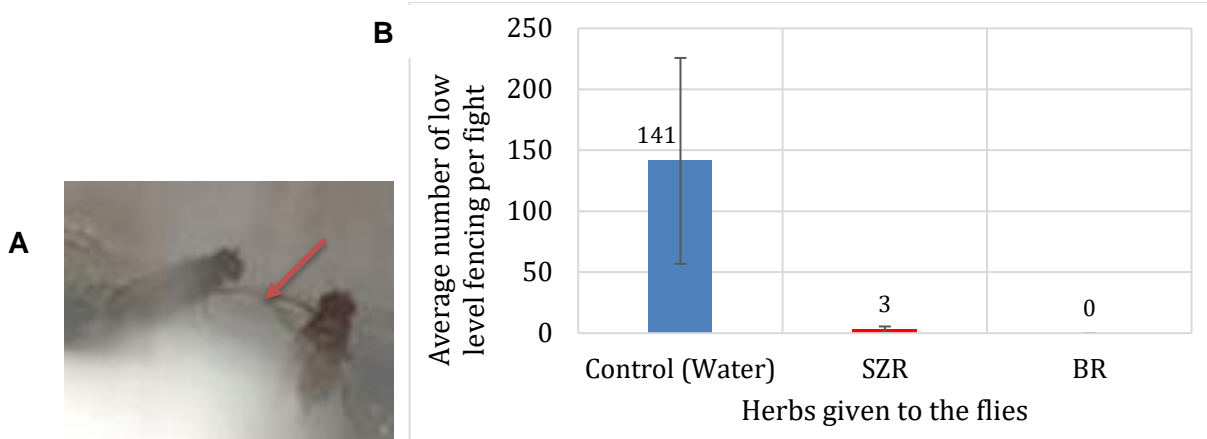 A
B
Average number of low
level fencing per fight
250
200
150
100
50
0
141
3
0
Control (Water)
SZR
BR
Herbs given to the flies